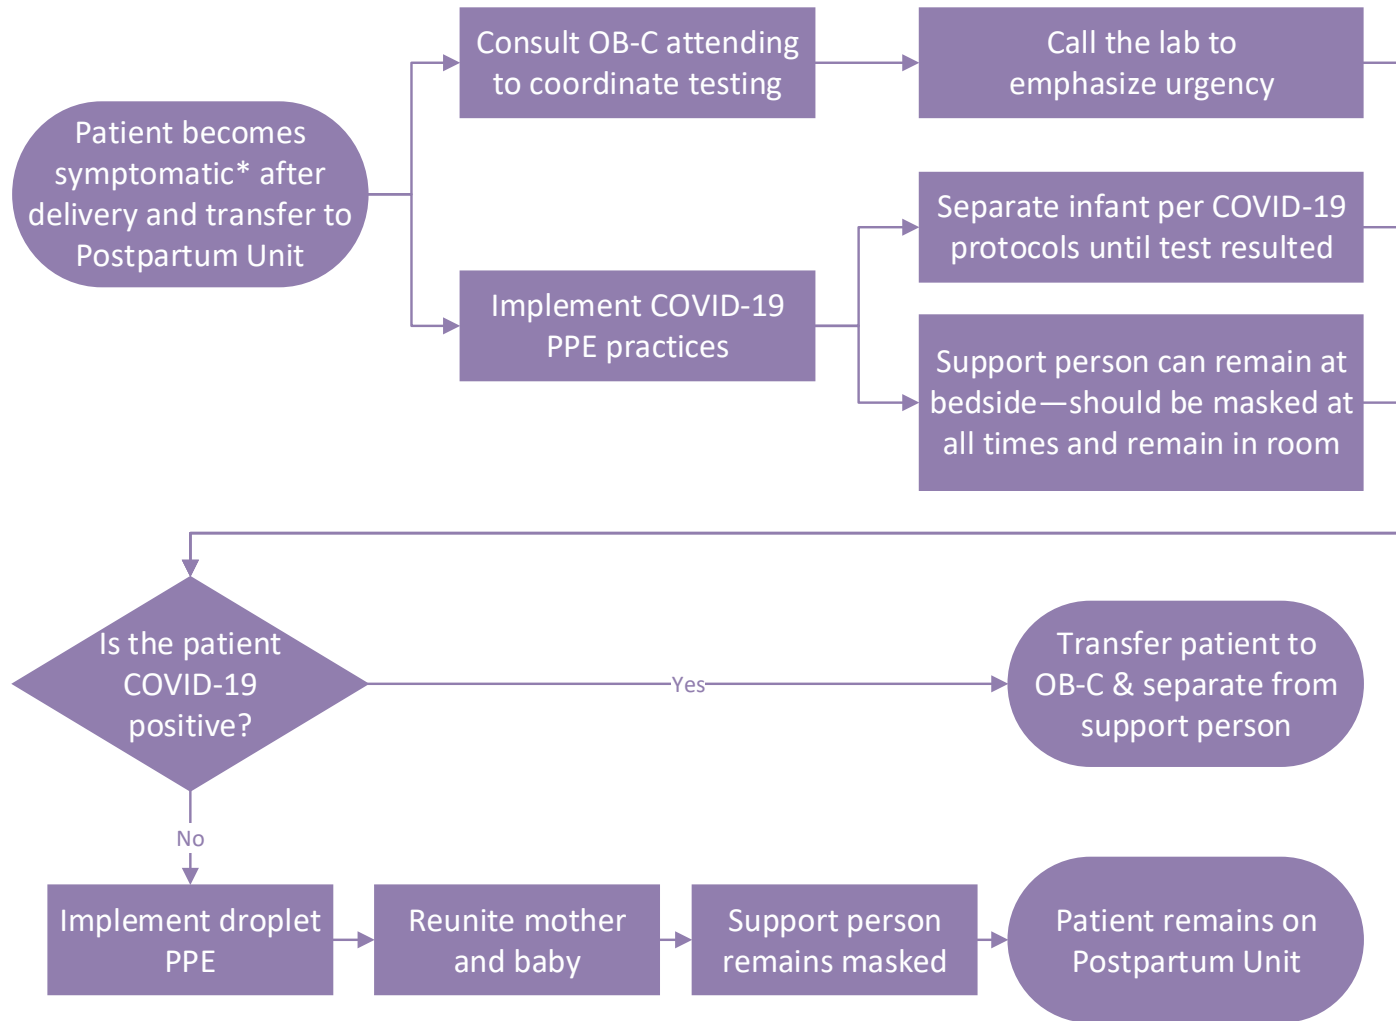 Patient becomes
symptomatic* after
delivery and transfer to
Postpartum Unit
Consult OB-C attending
to coordinate testing
Call the lab to
emphasize urgency
Implement COVID-19
PPE practices
Separate infant per COVID-19
protocols until test resulted
Support person can remain at
bedside—should be masked at
all times and remain in room
Is the patient
COVID-19
positive?
Yes
Transfer patient to
OB-C & separate from
support person
No
Implement droplet
PPE
Reunite mother
and baby
Support person
remains masked
Patient remains on
Postpartum Unit